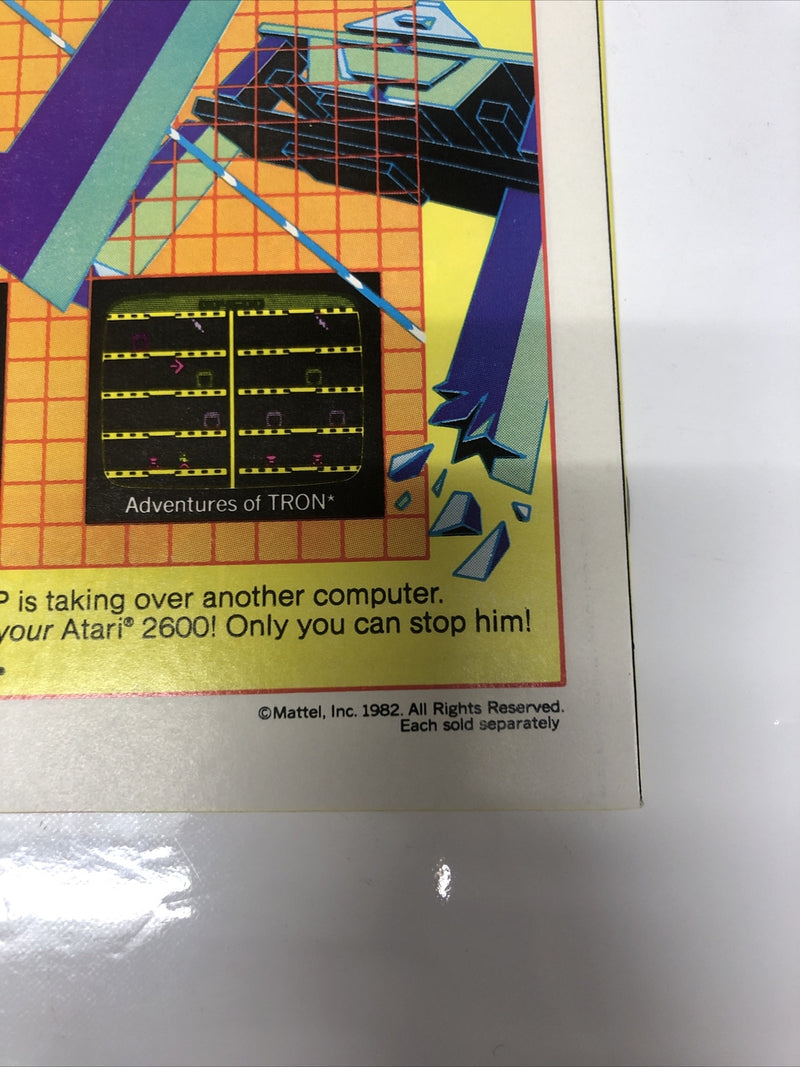 Adventures of TRON*
P is taking over another computer.
your Atari® 2600! Only you can stop him!
©Mattel, Inc. 1982. All Rights Reserved.
Each sold separately